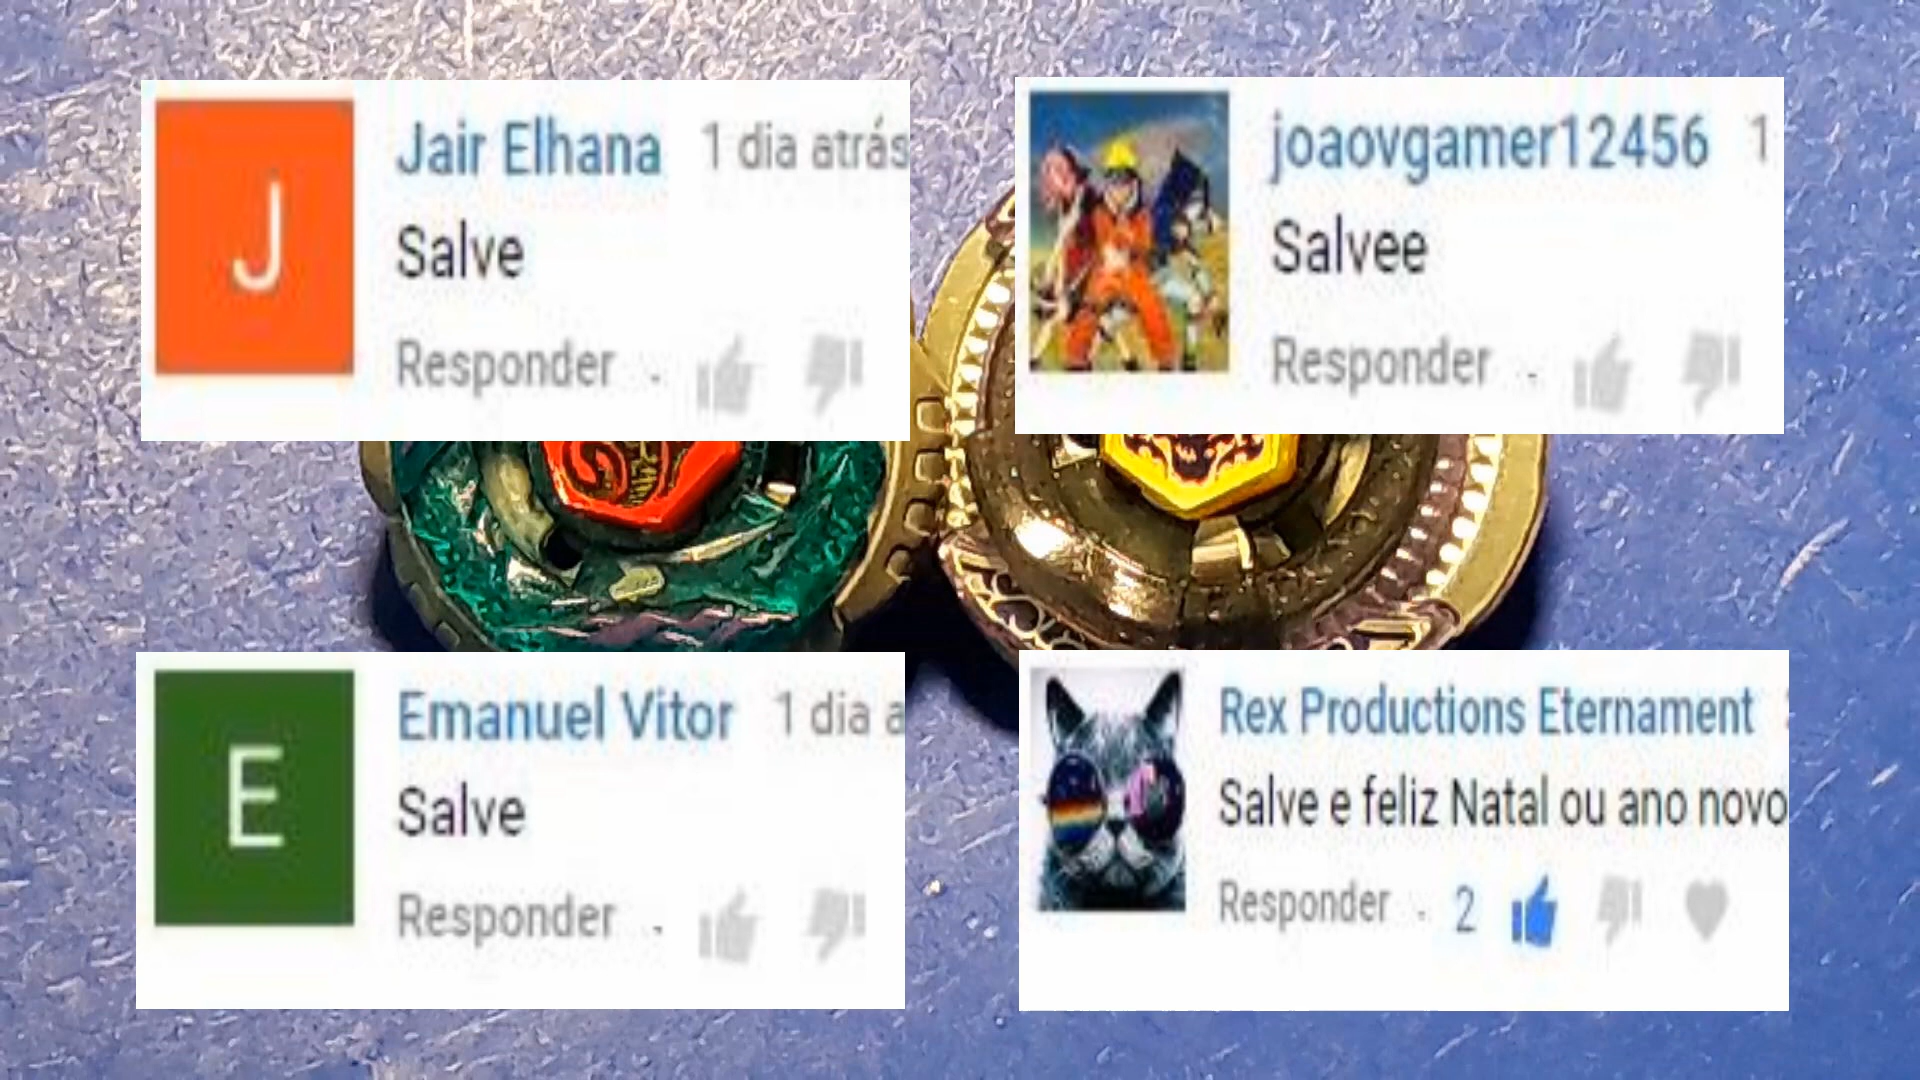 J
Jair Elhana 1 dia atrás
Salve
Responder
joaovgamer12456 1
Salvee
Responder
E
Emanuel Vitor 1 dia a
Salve
Responder
Rex Productions Eternament
Salve e feliz Natal ou ano novo
Responder 2